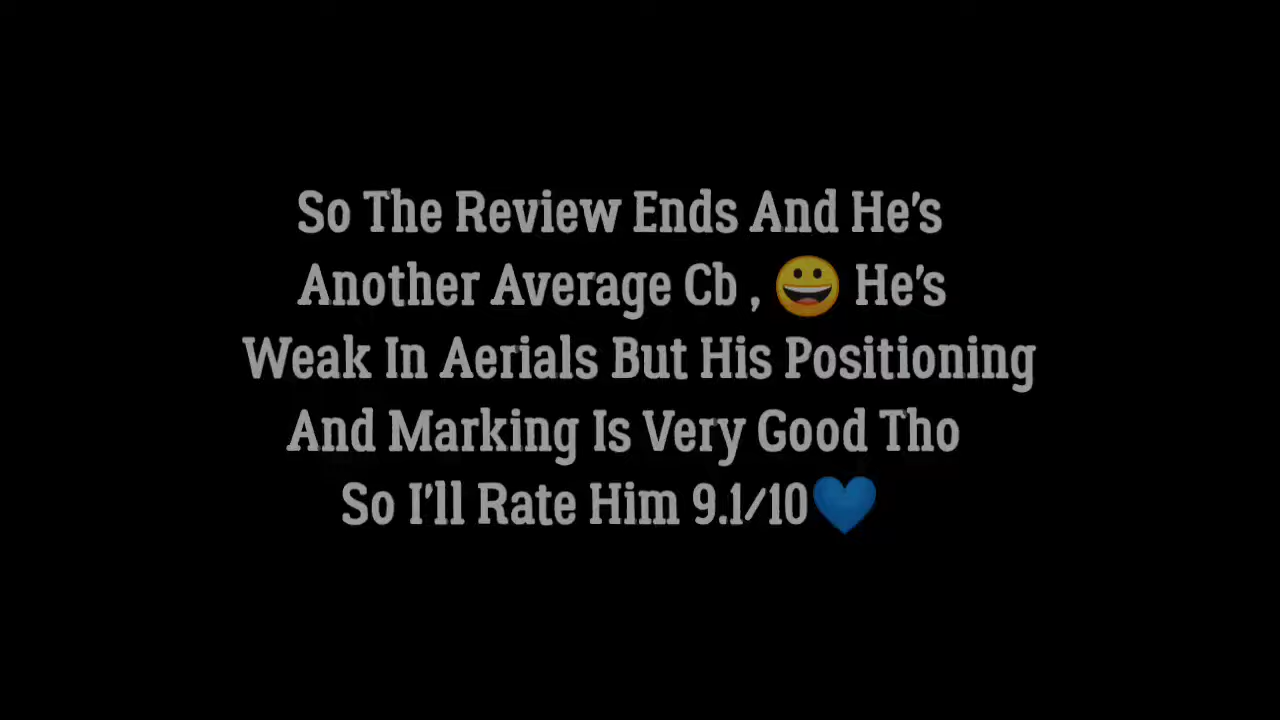 So The Review Ends And He's
Another Average Cb , 😀 He's
Weak In Aerials But His Positioning
And Marking Is Very Good Tho
So I'll Rate Him 9.1/10💙